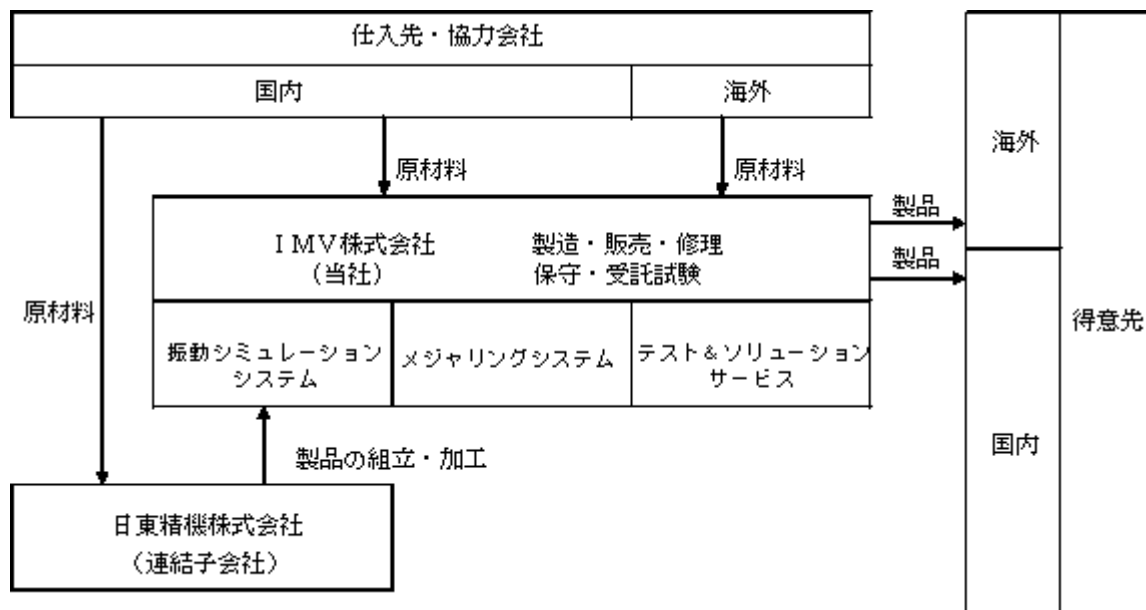 仕入先・協力会社
国内
海外
原材料
原材料
製品
製品
ＩＭＶ株式会社
（当社）
製造・販売・修理
保守・受託試験
振動シミュレーション
システム
メジャリングシステム
テスト＆ソリューション
サービス
原材料
製品の組立・加工
日東精機株式会社
（連結子会社）
海外
国内
得意先